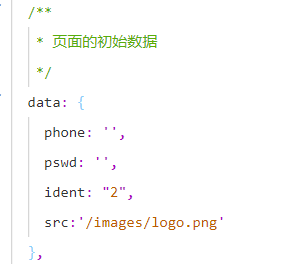 /**
* 页面的初始数据
*/
data: {
phone: '',
pswd: '',
ident: "2",
src:'/images/logo.png'
},